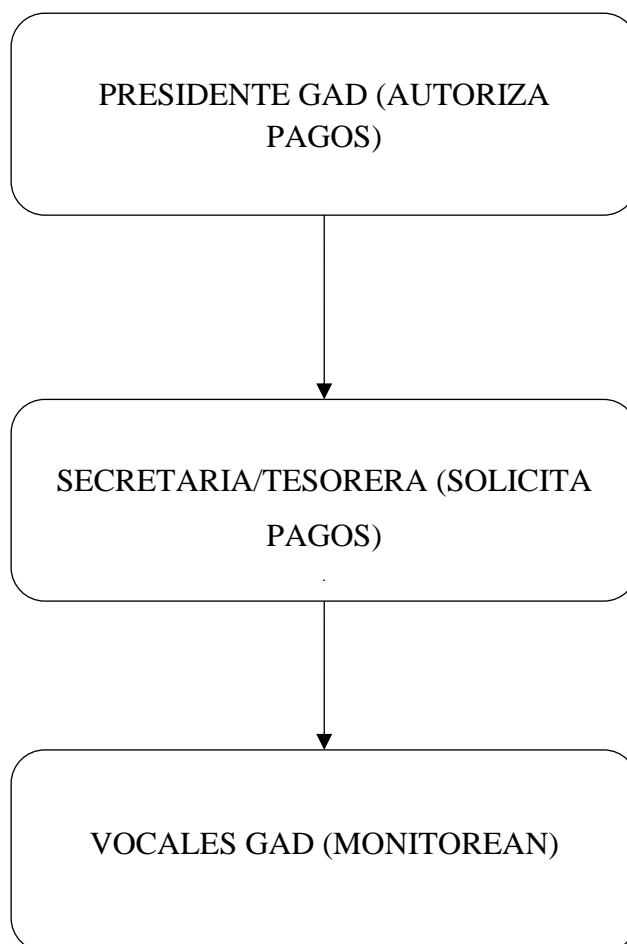 PRESIDENTE GAD (AUTORIZA
PAGOS)
SECRETARIA/TESORERA (SOLICITA
PAGOS)
.
VOCALES GAD (MONITOREAN)